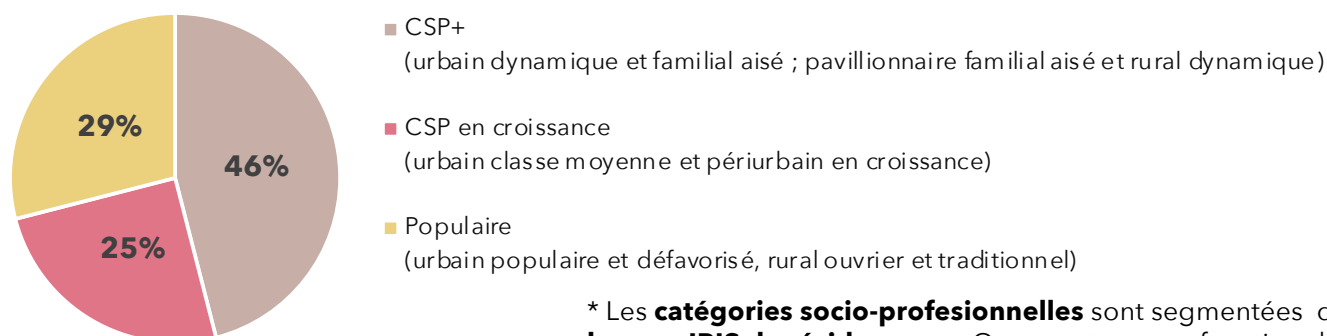 29%
46%
25%
CSP+
(urbain dynamique et familial aisé ; pavillionnaire familial aisé et rural dynamique)
CSP en croissance
(urbain classe moyenne et périurbain en croissance)
Populaire
(urbain populaire et défavorisé, rural ouvrier et traditionnel)
* Les catégories socio-profesionnelles sont segmentées